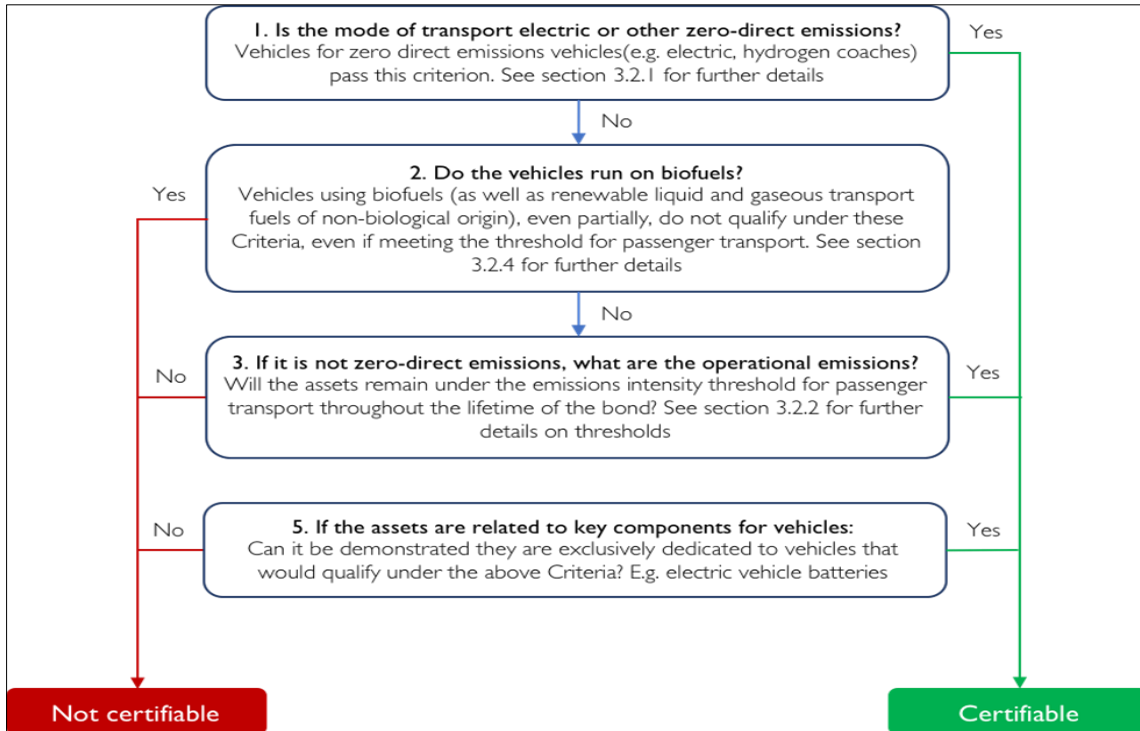 1. Is the mode of transport electric or other zero-direct emissions?
Vehicles for zero direct emissions vehicles(e.g. electric, hydrogen coaches)
pass this criterion. See section 3.2.1 for further details
Yes
No
2. Do the vehicles run on biofuels?
Yes
Vehicles using biofuels (as well as renewable liquid and gaseous transport
fuels of non-biological origin), even partially, do not qualify under these
Criteria, even if meeting the threshold for passenger transport. See section
3.2.4 for further details
No
3. If it is not zero-direct emissions, what are the operational emissions?
No
Will the assets remain under the emissions intensity threshold for passenger
transport throughout the lifetime of the bond? See section 3.2.2 for further
details on thresholds
Yes
5. If the assets are related to key components for vehicles:
No
Can it be demonstrated they are exclusively dedicated to vehicles that
would qualify under the above Criteria? E.g. electric vehicle batteries
Yes
Not certifiable
Certifiable